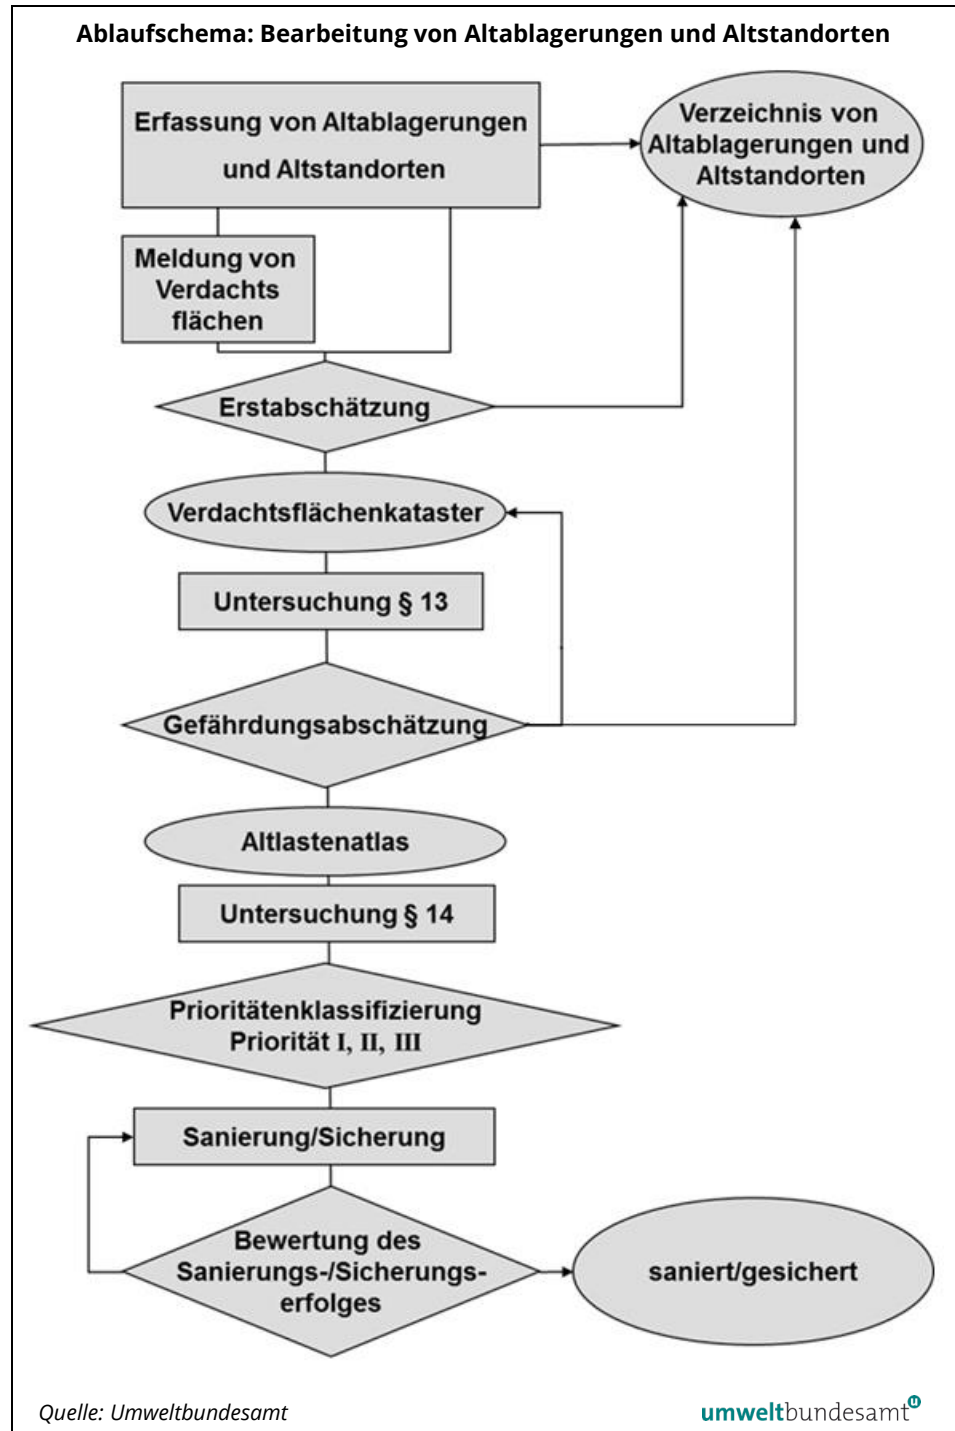 Ablaufschema: Bearbeitung von Altablagerungen und Altstandorten
Erfassung von Altablagerungen
und Altstandorten
Verzeichnis von
Altablagerungen und
Altstandorten
Meldung von
Verdachts
flächen
Erstabschätzung
Verdachtsflächenkataster
Untersuchung § 13
Gefährdungsabschätzung
Altlastenatlas
Untersuchung § 14
Prioritätenklassifizierung
Priorität I, II, III
Sanierung/Sicherung
Bewertung des
Sanierungs-/Sicherungs-
erfolges
saniert/gesichert
Quelle: Umweltbundesamt
umweltbundesamt